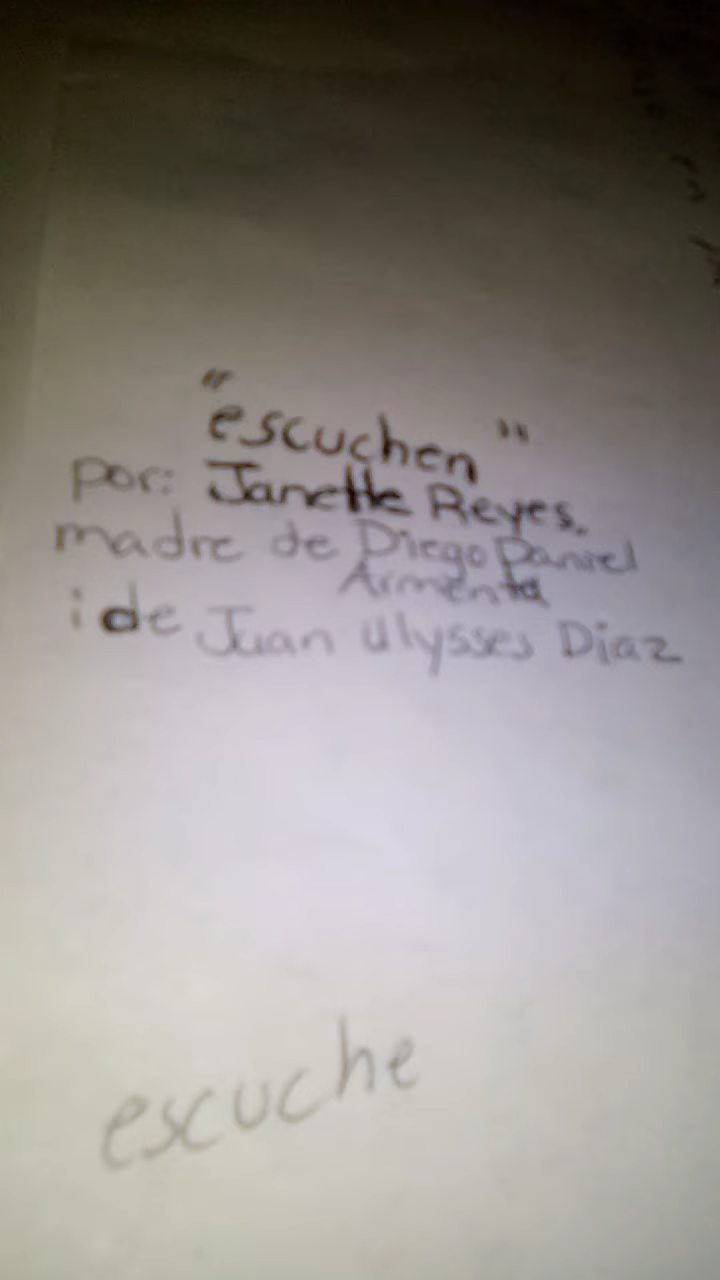 "escuchen"
por: Janette Reyes.
madre de Diego Daniel
Armenta
i de Juan Ulysses Diaz
escuche